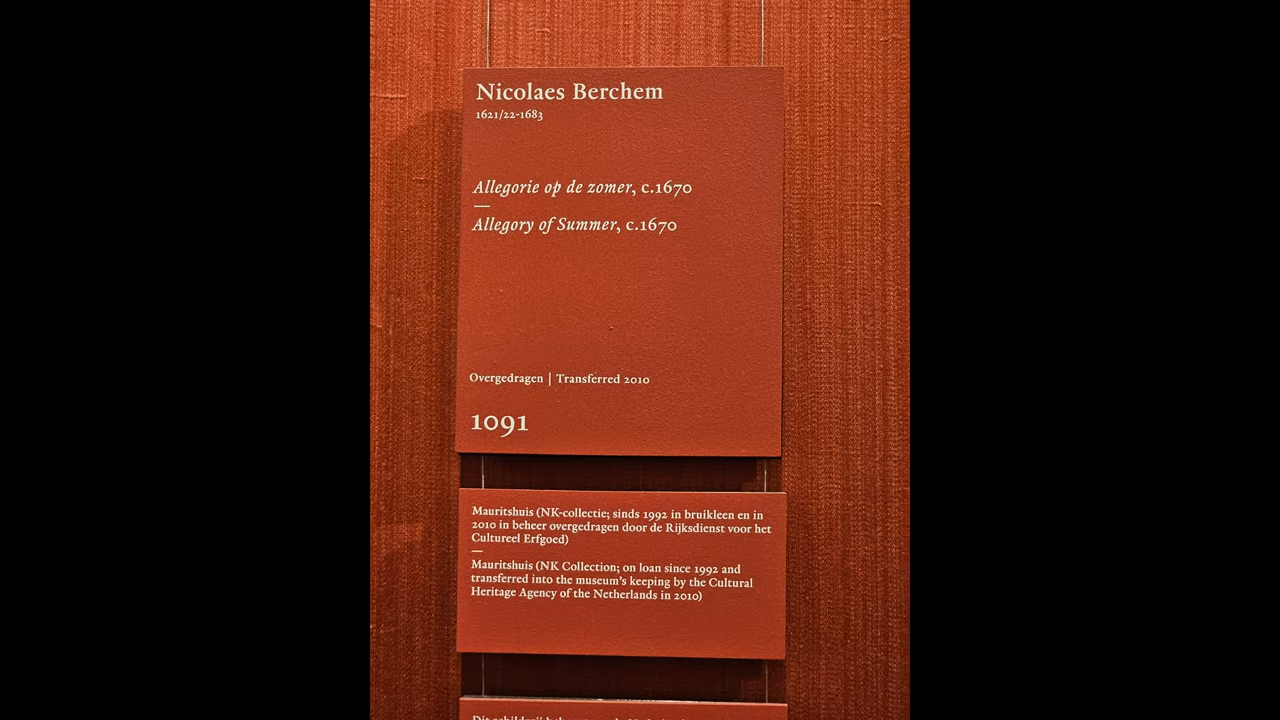 Nicolaes Berchem
1621/22-1683
Allegorie op de zomer, c.1670
—
Allegory of Summer, c.1670
Overgedragen | Transferred 2010
1091
Mauritshuis (NK-collectie; sinds 1992 in bruikleen en in
2010 in beheer overgedragen door de Rijksdienst voor het
Cultureel Erfgoed)
—
Mauritshuis (NK Collection; on loan since 1992 and
transferred into the museum's keeping by the Cultural
Heritage Agency of the Netherlands in 2010)
Dit schilderij